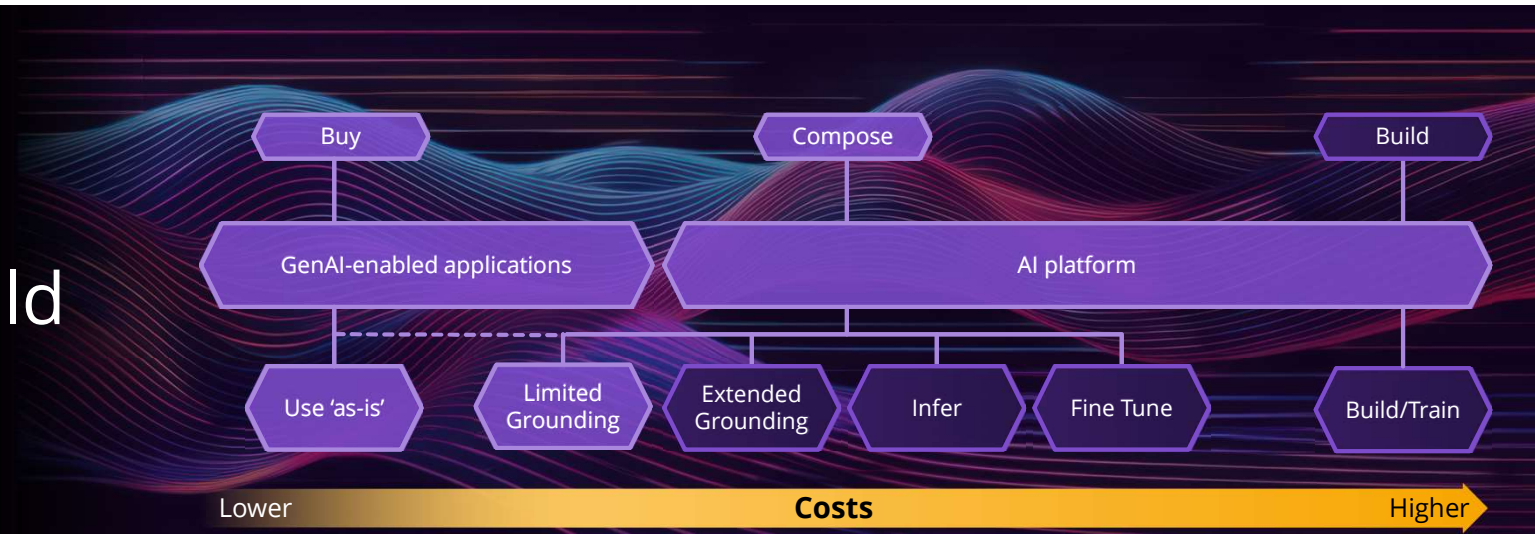 Buy
Compose
Build
GenAI-enabled applications
AI platform
ld
Use ‘as-is’
Limited
Grounding
Extended
Grounding
Infer
Fine Tune
Build/Train
Lower
Costs
Higher